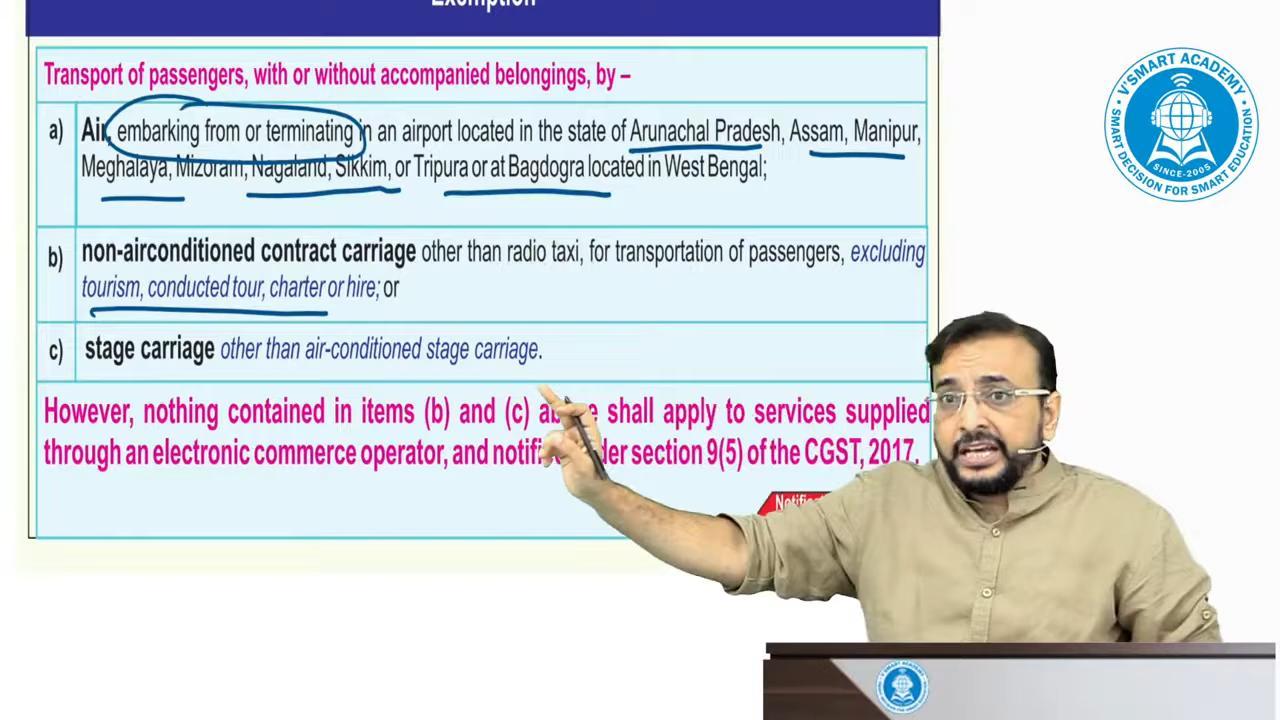 Exemption
Transport of passengers, with or without accompanied belongings, by –
a) Air, embarking from or terminating in an airport located in the state of Arunachal Pradesh, Assam, Manipur,
Meghalaya, Mizoram, Nagaland, Sikkim, or Tripura or at Bagdogra located in West Bengal;
b) non-airconditioned contract carriage other than radio taxi, for transportation of passengers, excluding
tourism, conducted tour, charter or hire; or
c) stage carriage other than air-conditioned stage carriage.
However, nothing contained in items (b) and (c) above shall apply to services supplied
through an electronic commerce operator, and notified under section 9(5) of the CGST, 2017.
V'SMART ACADEMY
SINCE-2005
SMART DECISION FOR SMART EDUCATION